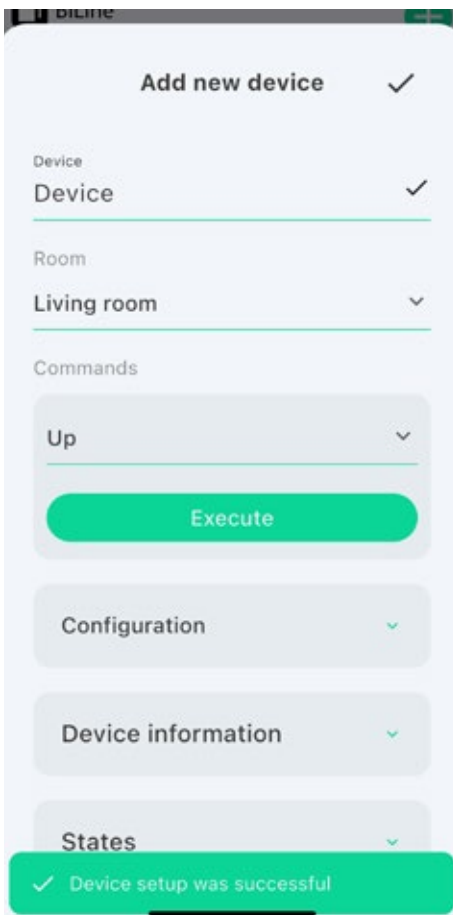 BiLine
Add new device
Device
Device
Room
Living room
Commands
Up
Execute
Configuration
Device information
States
Device setup was successful